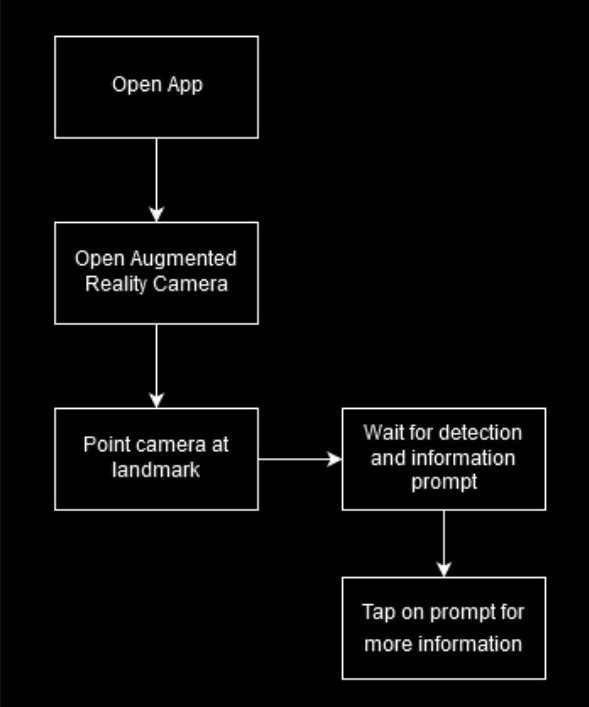 Open App
Open Augmented
Reality Camera
Point camera at
landmark
Wait for detection
and information
prompt
Tap on prompt for
more information